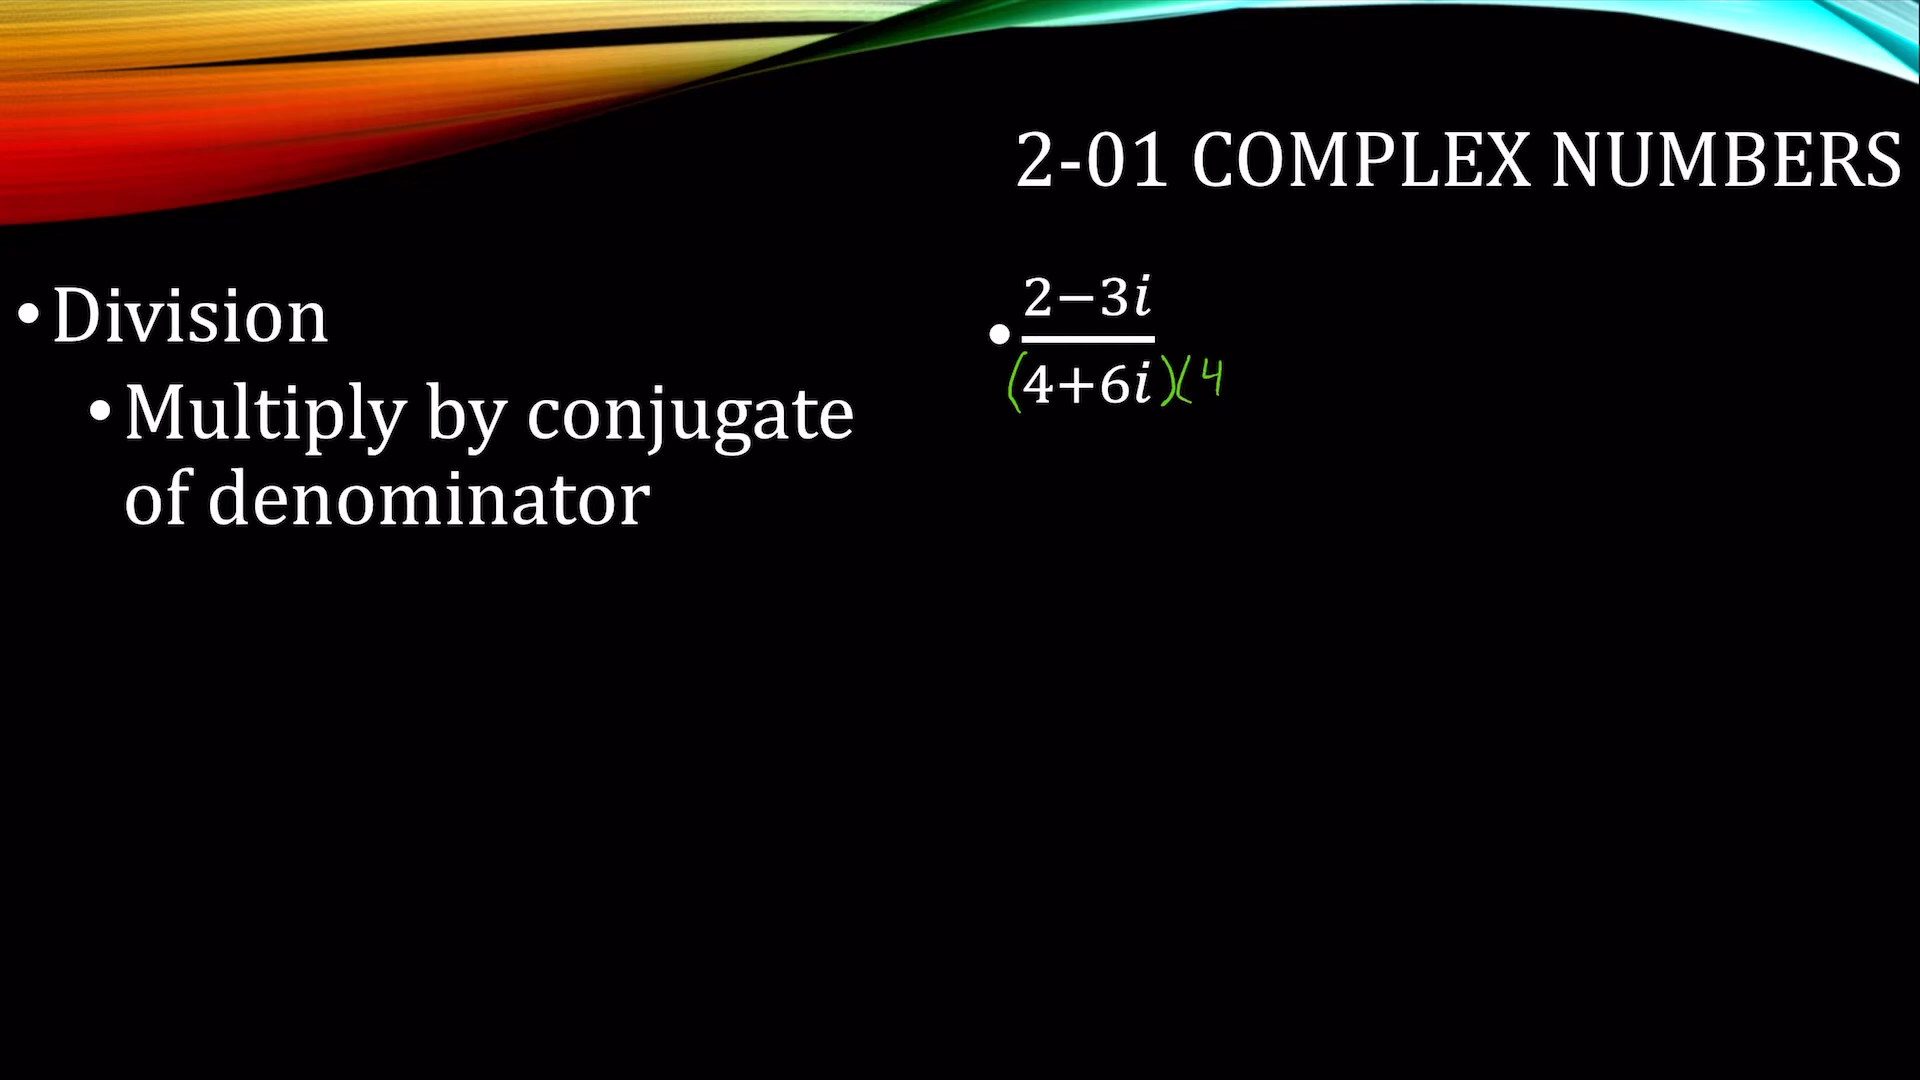 2-01 COMPLEX NUMBERS
•Division
•Multiply by conjugate
of denominator
•2−3i
(4+6i)(4